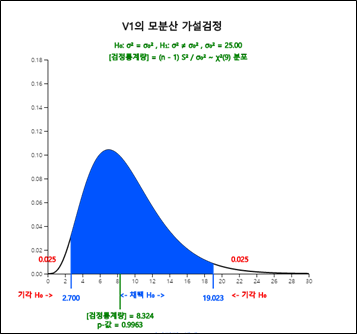 V1의 모분산 가설검정
H₀: σ² = σ₀² , H₁: σ² ≠ σ₀² , σ₀² = 25.00
[검정통계량] = (n - 1) S² / σ₀² ~ χ²(9) 분포
0.18
0.16
0.14
0.12
0.10
0.08
0.06
0.04
0.02
0.00
0.025
0.025
0 2 4 6 8 10 12 14 16 18 20 22 24 26 28 30
기각 H₀ -> 2.700 <- 채택 H₀ -> 19.023 <- 기각 H₀
[검정통계량] = 8.324
p-값 = 0.9963